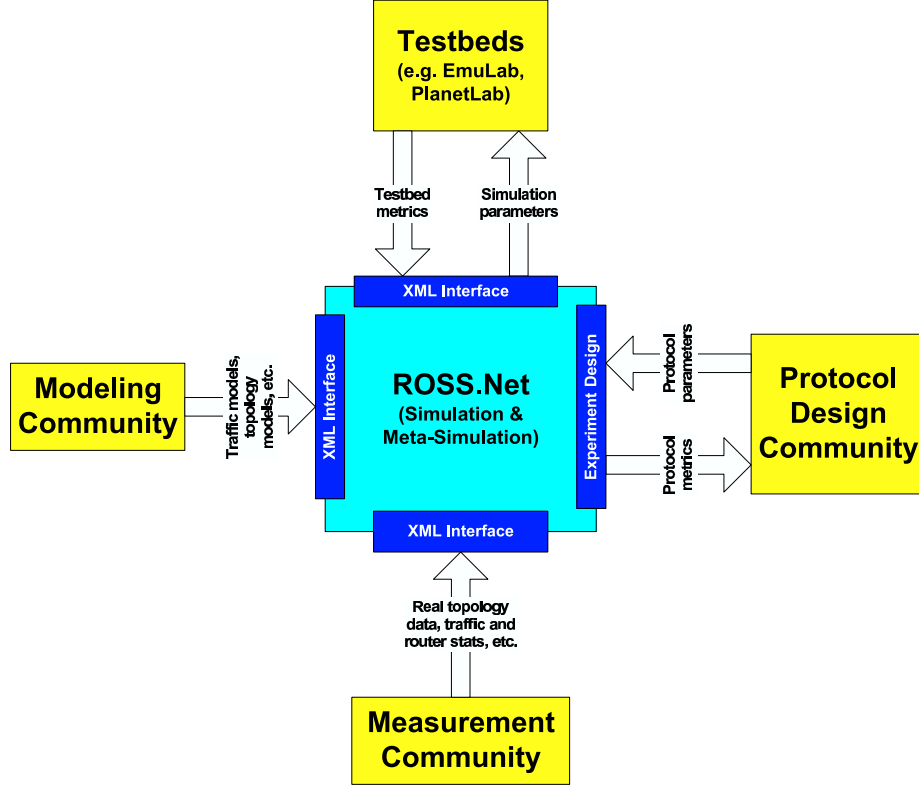 Testbeds
(e.g. EmuLab,
PlanetLab)
Testbed
metrics
Simulation
parameters
XML Interface
Modeling
Community
Traffic models,
topology
models, etc.
XML Interface
ROSS.Net
(Simulation &
Meta-Simulation)
Experiment Design
Protocol
parameters
Protocol
metrics
Protocol
Design
Community
XML Interface
Real topology
data, traffic and
router stats, etc.
Measurement
Community